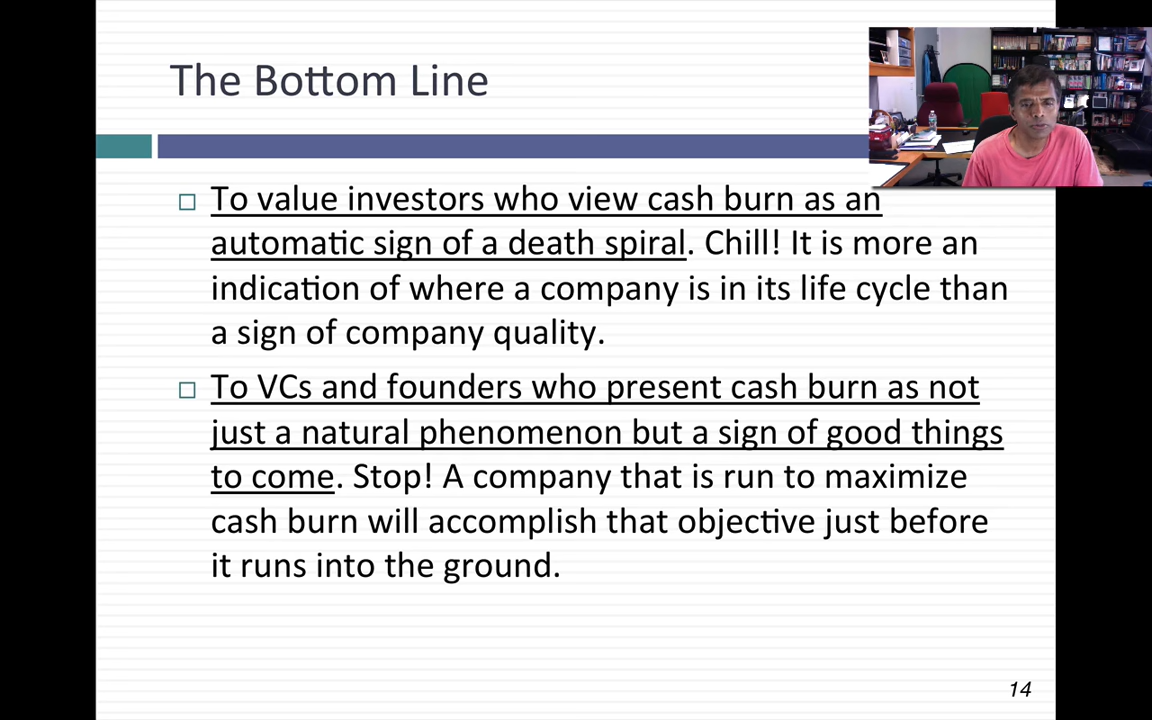 The Bottom Line
To value investors who view cash burn as an
automatic sign of a death spiral. Chill! It is more an
indication of where a company is in its life cycle than
a sign of company quality.
To VCs and founders who present cash burn as not
just a natural phenomenon but a sign of good things
to come. Stop! A company that is run to maximize
cash burn will accomplish that objective just before
it runs into the ground.
14